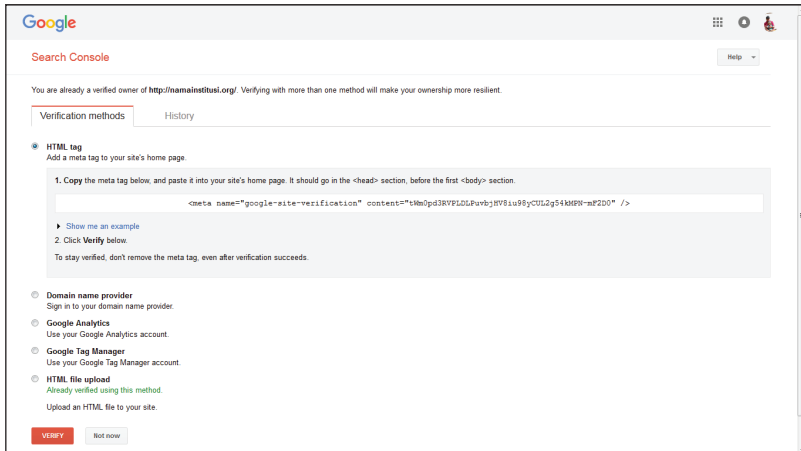 Google
Search Console
Help
You are already a verified owner of http://namainstitusi.org/. Verifying with more than one method will make your ownership more resilient.
Verification methods
History
HTML tag
Add a meta tag to your site's home page.
1. Copy the meta tag below, and paste it into your site's home page. It should go in the <head> section, before the first <body> section.
<meta name="google-site-verification" content="tWm0pd3RVPLDLPuvbjHV8iu98yCUL2g54kMPN-mF2D0" />
Show me an example
2. Click Verify below.
To stay verified, don't remove the meta tag, even after verification succeeds.
Domain name provider
Sign in to your domain name provider.
Google Analytics
Use your Google Analytics account.
Google Tag Manager
Use your Google Tag Manager account.
HTML file upload
Already verified using this method.
Upload an HTML file to your site.
VERIFY
Not now